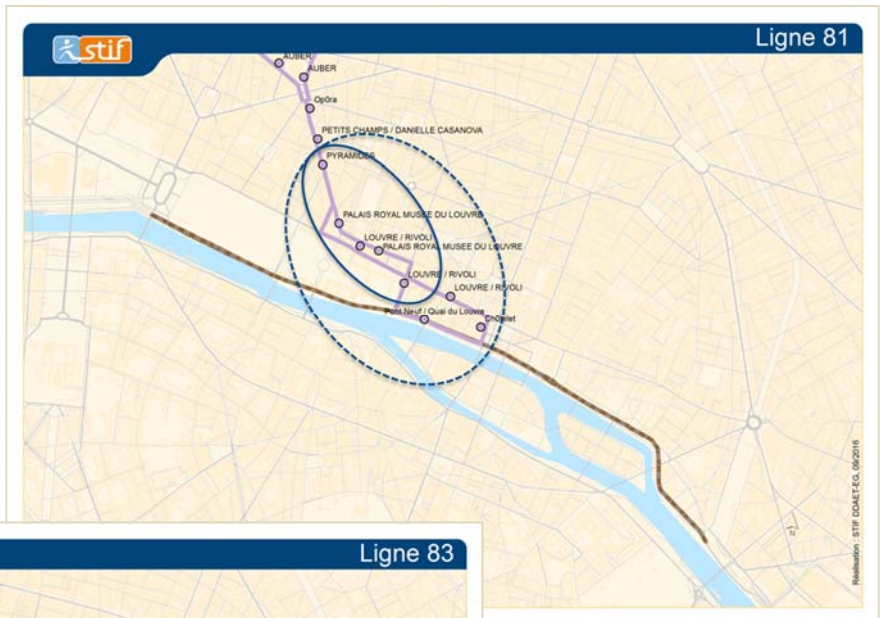 stif
Ligne 81
AUBER
AUBER
Op0ra
PETITS CHAMPS / DANIELLE CASANOVA
PYRAMIDES
PALAIS ROYAL MUSEE DU LOUVRE
LOUVRE / RIVOLI
PALAIS ROYAL MUSEE DU LOUVRE
LOUVRE / RIVOLI
LOUVRE / RIVOLI
Pont Neuf / Quai du Louvre
Ch0telet
Réalisation : STIF DDAET-EG, 09/2016
N
Ligne 83